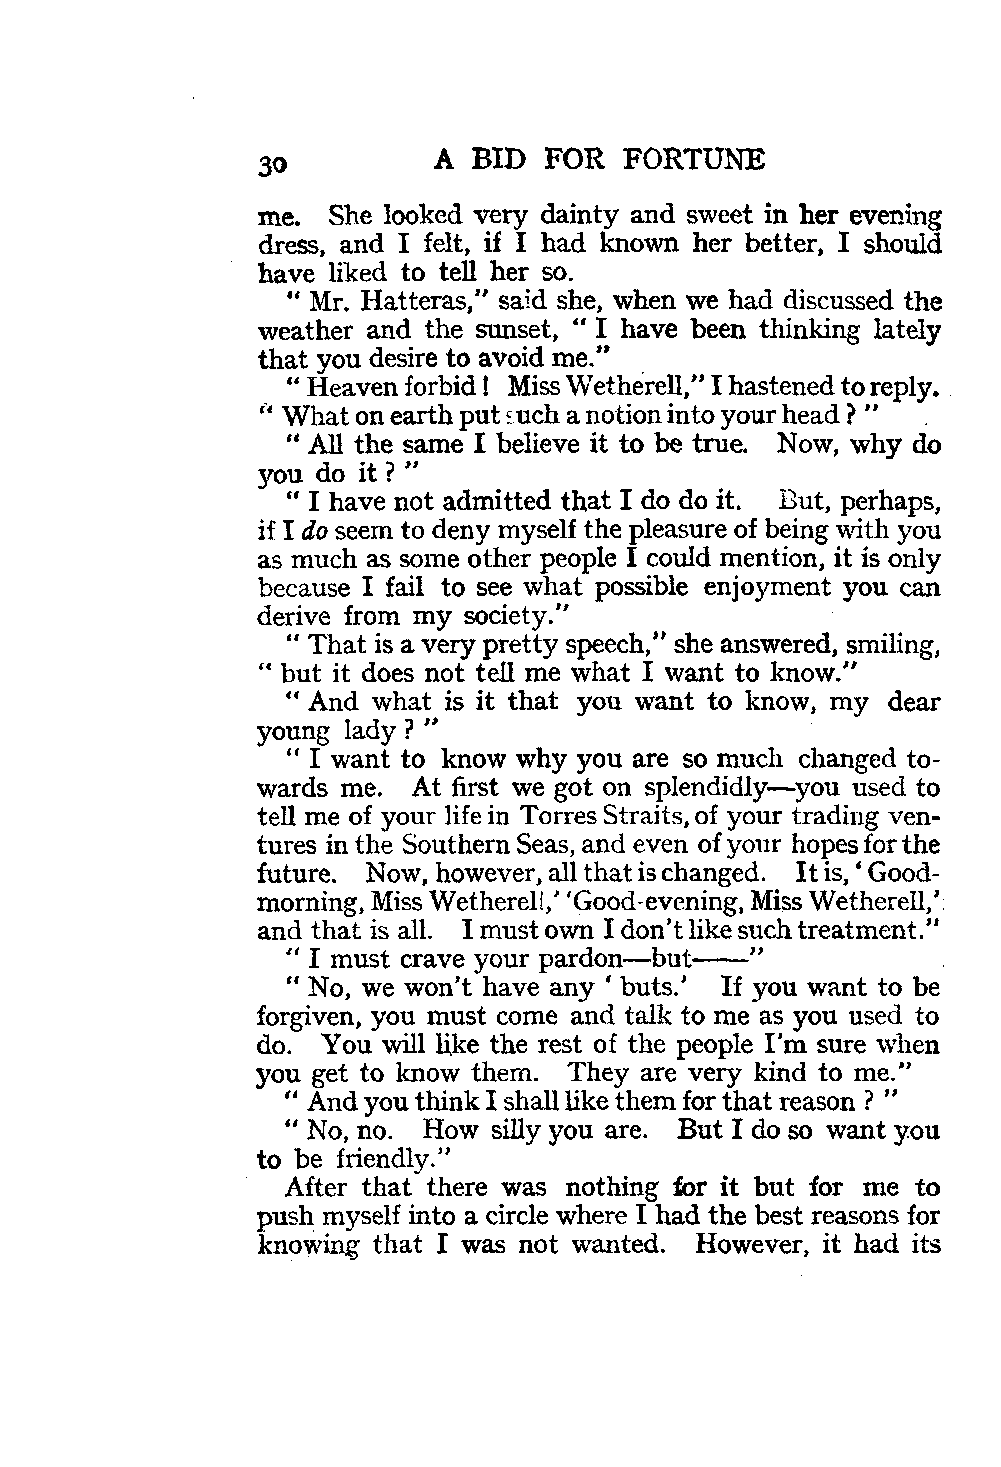 30 A BID FOR FORTUNE
me. She looked very dainty and sweet in her evening
dress, and I felt, if I had known her better, I should
have liked to tell her so.
“ Mr. Hatteras,” said she, when we had discussed the
weather and the sunset, “ I have been thinking lately
that you desire to avoid me.”
“ Heaven forbid ! Miss Wetherell,” I hastened to reply.
“ What on earth put such a notion into your head ? ”
“ All the same I believe it to be true. Now, why do
you do it ? ”
“ I have not admitted that I do do it. But, perhaps,
if I do seem to deny myself the pleasure of being with you
as much as some other people I could mention, it is only
because I fail to see what possible enjoyment you can
derive from my society.”
“ That is a very pretty speech,” she answered, smiling,
“ but it does not tell me what I want to know.”
“ And what is it that you want to know, my dear
young lady ? ”
“ I want to know why you are so much changed to-
wards me. At first we got on splendidly—you used to
tell me of your life in Torres Straits, of your trading ven-
tures in the Southern Seas, and even of your hopes for the
future. Now, however, all that is changed. It is, ‘ Good-
morning, Miss Wetherell,’ ‘Good-evening, Miss Wetherell,’
and that is all. I must own I don’t like such treatment.”
“ I must crave your pardon—but——”
“ No, we won’t have any ‘ buts.’ If you want to be
forgiven, you must come and talk to me as you used to
do. You will like the rest of the people I’m sure when
you get to know them. They are very kind to me.”
“ And you think I shall like them for that reason ? ”
“ No, no. How silly you are. But I do so want you
to be friendly.”
After that there was nothing for it but for me to
push myself into a circle where I had the best reasons for
knowing that I was not wanted. However, it had its